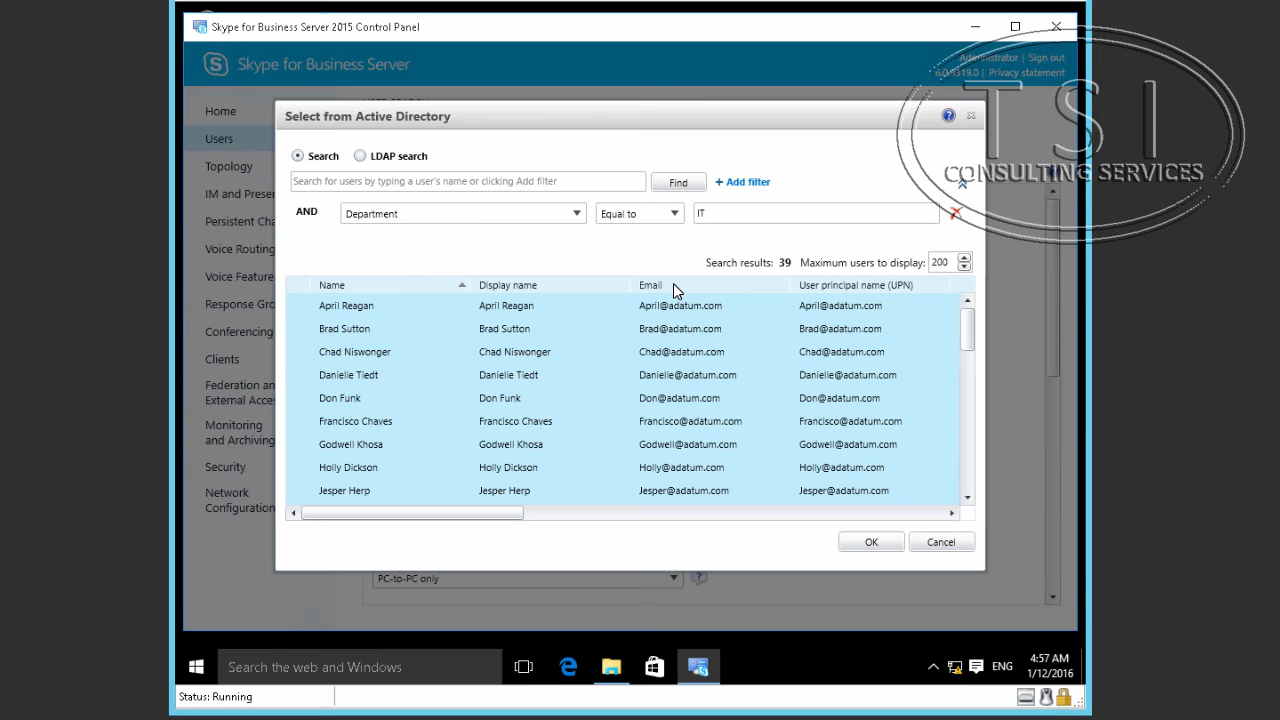 Skype for Business Server 2015 Control Panel
Skype for Business Server
Administrator | Sign out
6.0.9319.0 | Privacy statement
TSI
CONSULTING SERVICES
Home
Users
Topology
IM and Presen
Persistent Cha
Voice Routing
Voice Feature
Response Gro
Conferencing
Clients
Federation an
External Acce
Monitoring
and Archiving
Security
Network
Configuration
Select from Active Directory
Search
LDAP search
Search for users by typing a user's name or clicking Add filter
Find
+ Add filter
AND
Department
Equal to
IT
Search results: 39 Maximum users to display: 200
Name Display name Email User principal name (UPN)
April Reagan April Reagan April@adatum.com April@adatum.com
Brad Sutton Brad Sutton Brad@adatum.com Brad@adatum.com
Chad Niswonger Chad Niswonger Chad@adatum.com Chad@adatum.com
Danielle Tiedt Danielle Tiedt Danielle@adatum.com Danielle@adatum.com
Don Funk Don Funk Don@adatum.com Don@adatum.com
Francisco Chaves Francisco Chaves Francisco@adatum.com Francisco@adatum.com
Godwell Khosa Godwell Khosa Godwell@adatum.com Godwell@adatum.com
Holly Dickson Holly Dickson Holly@adatum.com Holly@adatum.com
Jesper Herp Jesper Herp Jesper@adatum.com Jesper@adatum.com
OK
Cancel
PC-to-PC only
Search the web and Windows
ENG
4:57 AM
1/12/2016
Status: Running